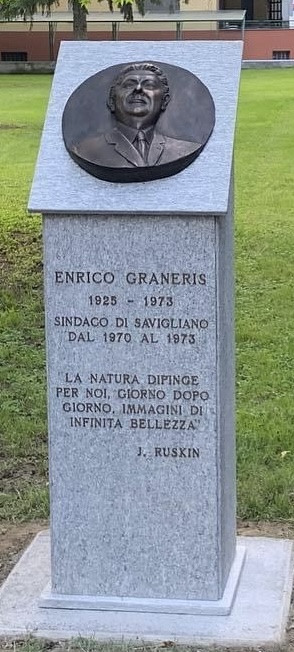 ENRICO GRANERIS
1925 - 1973
SINDACO DI SAVIGLIANO
DAL 1970 AL 1973
LA NATURA DIPINGE
PER NOI, GIORNO DOPO
GIORNO, IMMAGINI DI
INFINITA BELLEZZA"
J. RUSKIN